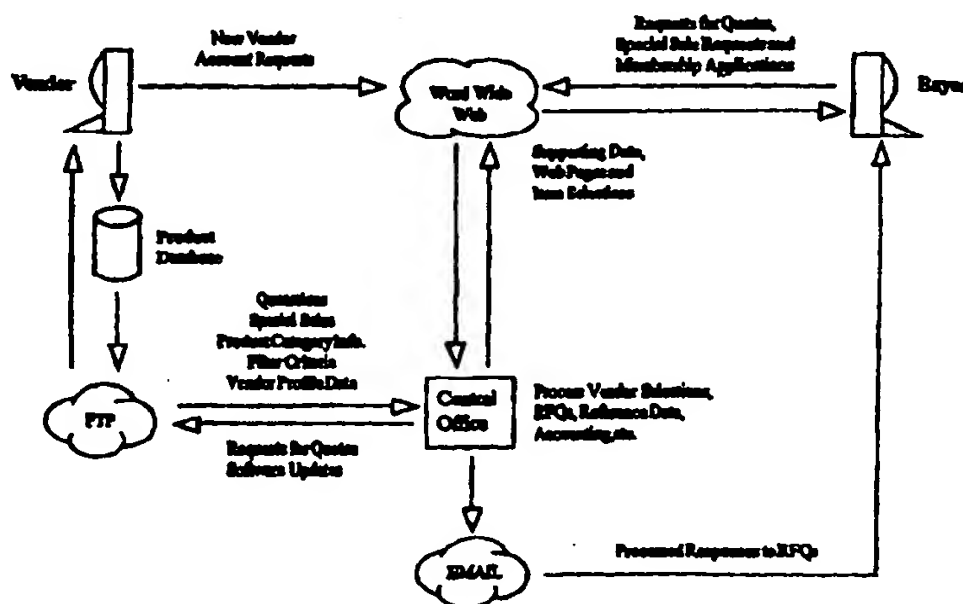 New Vendor
Account Requests
Requests for Quotes,
Special Sale Requests and
Membership Applications
Vendor
Word Wide
Web
Buyer
Supporting Data,
Web Pages and
Item Selections
Product
Database
Quotations
Special Sales
Product Category Info.
Filter Criteria
Vendor Profile Data
FTP
Central
Office
Process Vendor Selections,
RFQs, Reference Data,
Accounting, etc.
Requests for Quotes
Software Updates
EMAIL
Processed Responses to RFQs